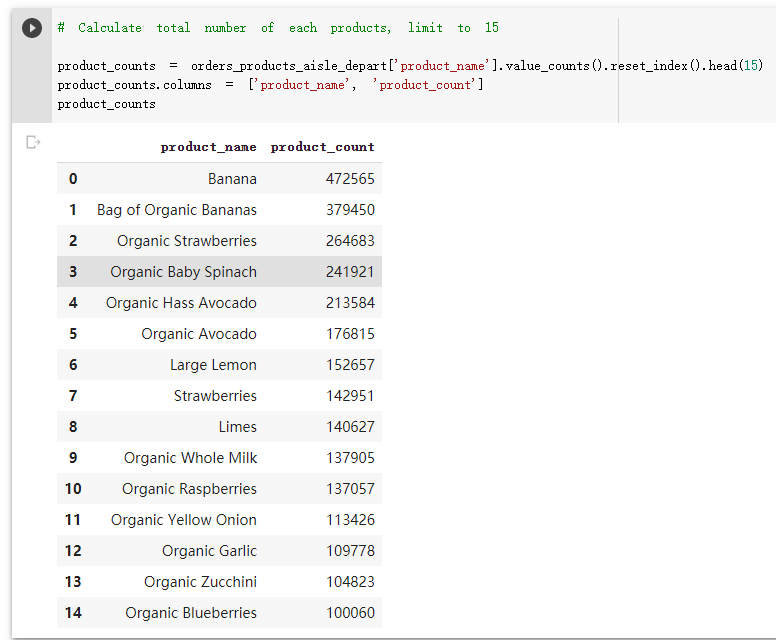 # Calculate total number of each products, limit to 15
product_counts = orders_products_aisle_depart['product_name'].value_counts().reset_index().head(15)
product_counts.columns = ['product_name', 'product_count']
product_counts
product_name product_count
0 Banana 472565
1 Bag of Organic Bananas 379450
2 Organic Strawberries 264683
3 Organic Baby Spinach 241921
4 Organic Hass Avocado 213584
5 Organic Avocado 176815
6 Large Lemon 152657
7 Strawberries 142951
8 Limes 140627
9 Organic Whole Milk 137905
10 Organic Raspberries 137057
11 Organic Yellow Onion 113426
12 Organic Garlic 109778
13 Organic Zucchini 104823
14 Organic Blueberries 100060